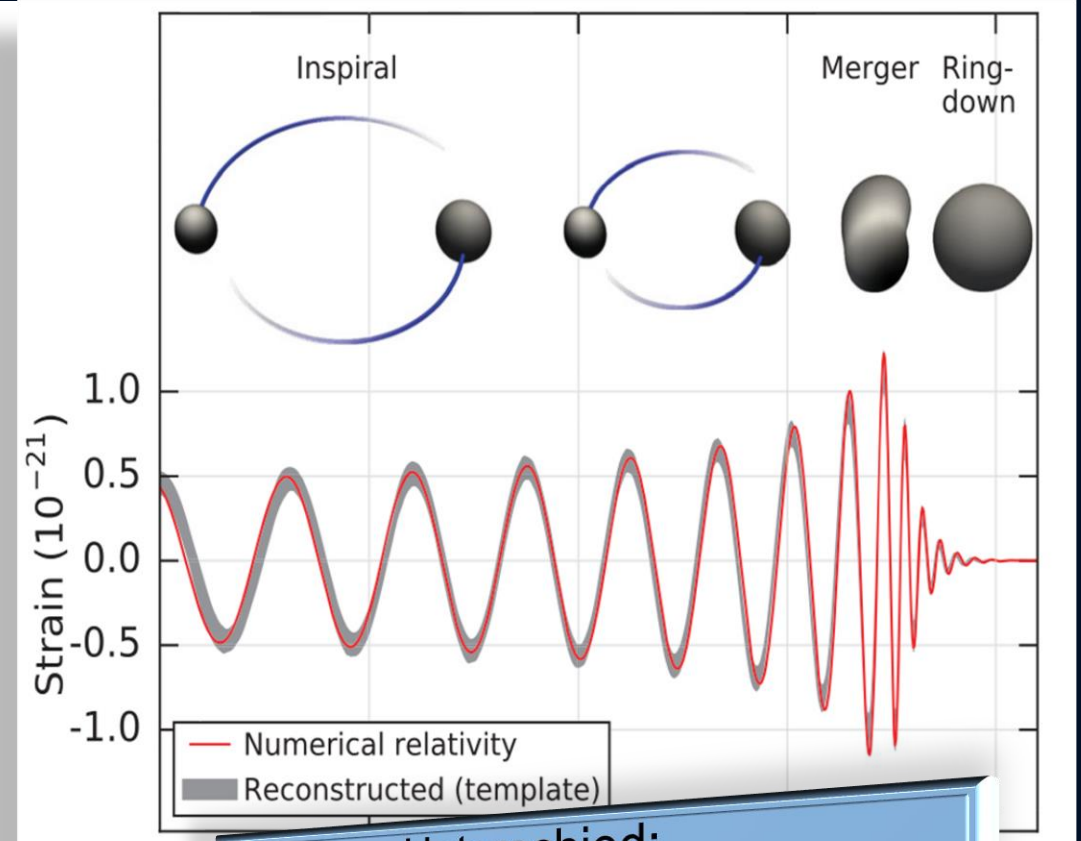 Inspiral
Merger
Ring-
down
1.0
0.5
0.0
-0.5
-1.0
Strain (10⁻²¹)
Numerical relativity
Reconstructed (template)